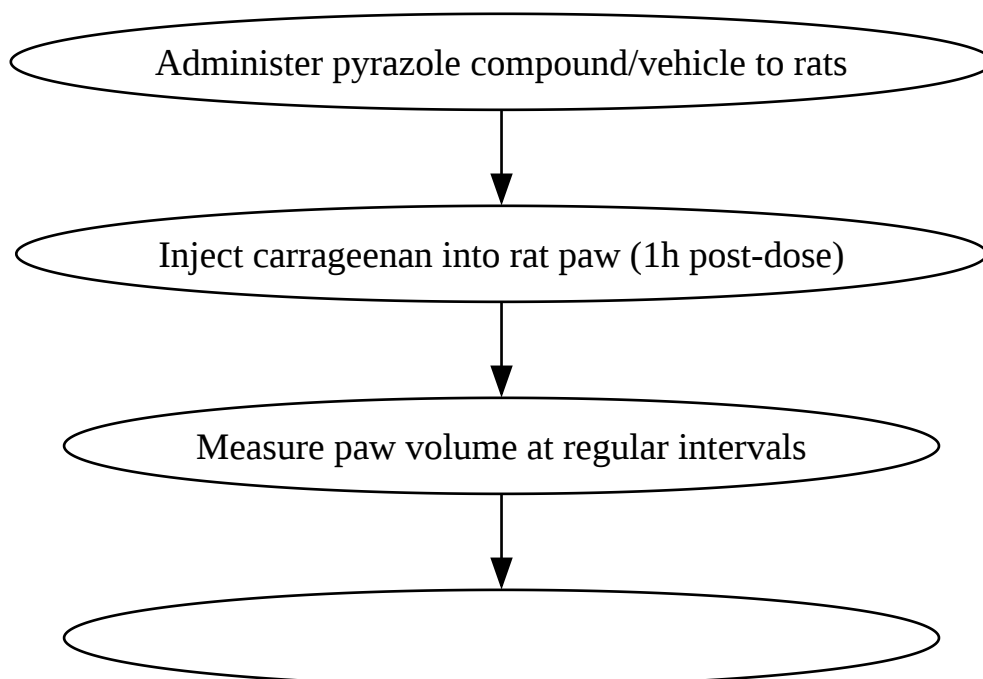 Administer pyrazole compound/vehicle to rats
Inject carrageenan into rat paw (1h post-dose)
Measure paw volume at regular intervals